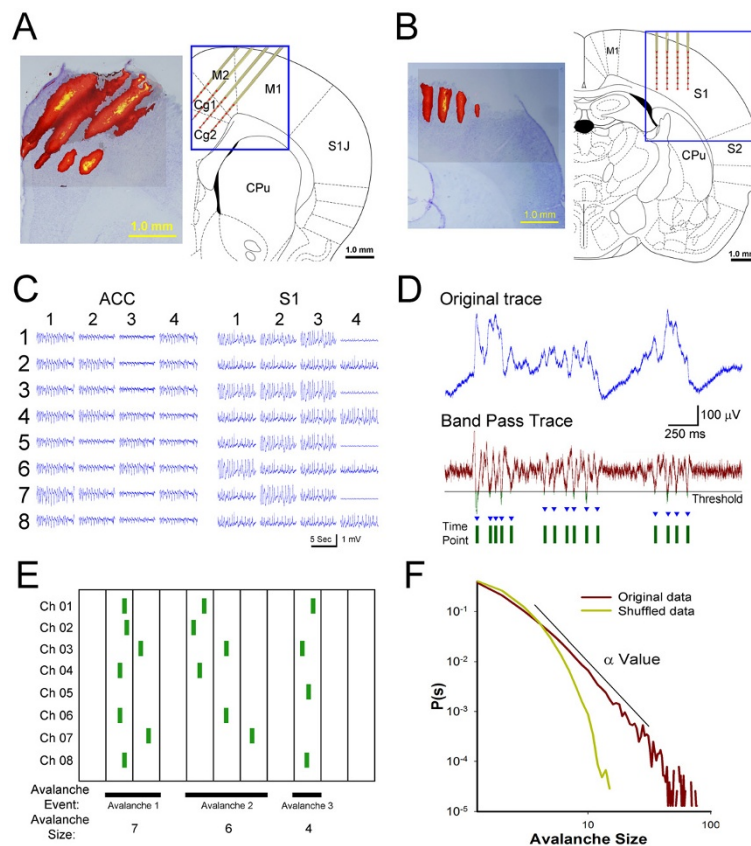 A
M2
M1
Cg1
Cg2
S1J
CPu
1.0 mm
1.0 mm
B
M1
S1
S2
CPu
1.0 mm
1.0 mm
C
ACC
S1
1 2 3 4 1 2 3 4
1
2
3
4
5
6
7
8
5 Sec 1 mV
D
Original trace
100 µV
250 ms
Band Pass Trace
Threshold
Time
Point
E
Ch 01
Ch 02
Ch 03
Ch 04
Ch 05
Ch 06
Ch 07
Ch 08
Avalanche
Event:
Avalanche 1 Avalanche 2 Avalanche 3
Avalanche
Size:
7 6 4
F
Original data
Shuffled data
α Value
P(s)
10-1
10-2
10-3
10-4
10-5
10 100
Avalanche Size